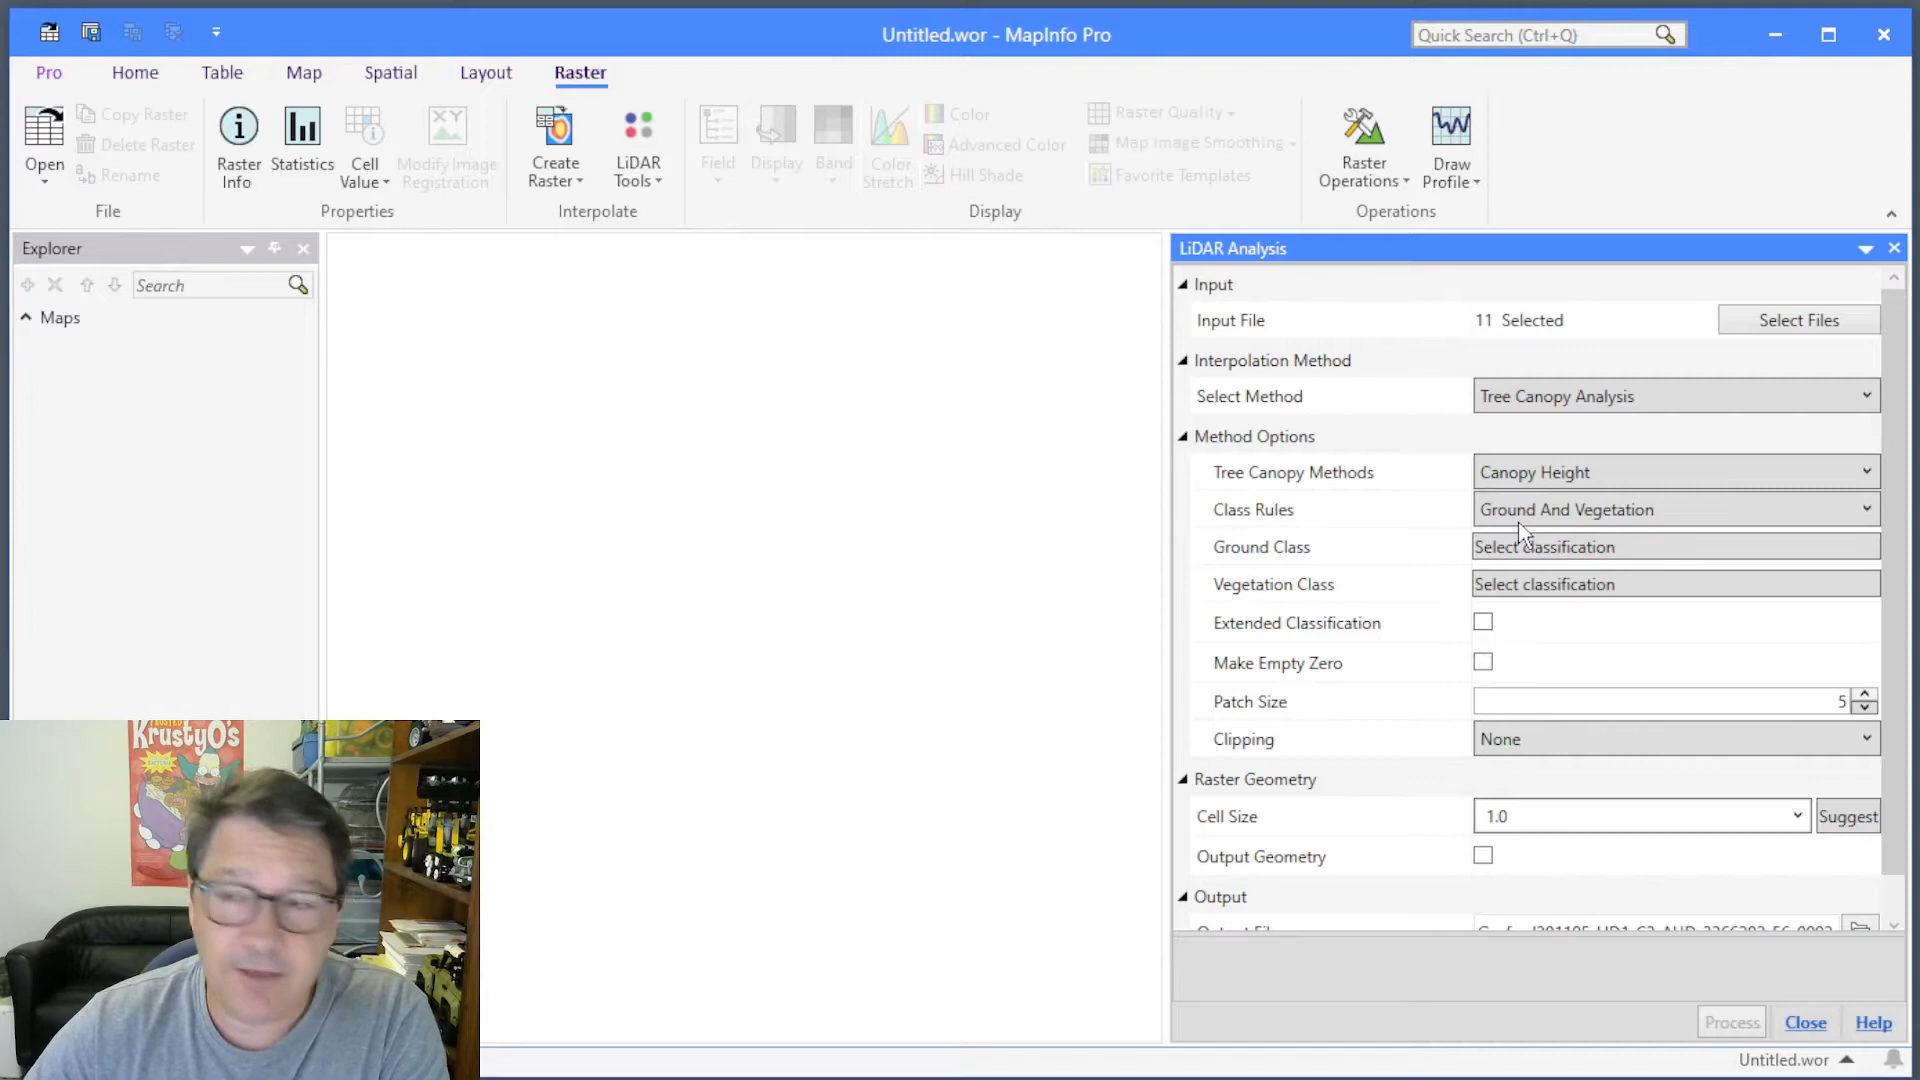 Untitled.wor - MapInfo Pro
Quick Search (Ctrl+Q)
Pro
Home
Table
Map
Spatial
Layout
Raster
Open
Copy Raster
Delete Raster
Rename
File
Raster Info
Statistics
Cell Value
Modify Image Registration
Properties
Create Raster
LiDAR Tools
Interpolate
Field
Display
Band
Color Stretch
Color
Advanced Color
Hill Shade
Raster Quality
Map Image Smoothing
Favorite Templates
Display
Raster Operations
Draw Profile
Operations
Explorer
Search
Maps
LiDAR Analysis
Input
Input File
11 Selected
Select Files
Interpolation Method
Select Method
Tree Canopy Analysis
Method Options
Tree Canopy Methods
Canopy Height
Class Rules
Ground And Vegetation
Ground Class
Select classification
Vegetation Class
Select classification
Extended Classification
Make Empty Zero
Patch Size
5
Clipping
None
Raster Geometry
Cell Size
1.0
Suggest
Output Geometry
Output
Process
Close
Help
Untitled.wor
FROSTED
KrustyO's